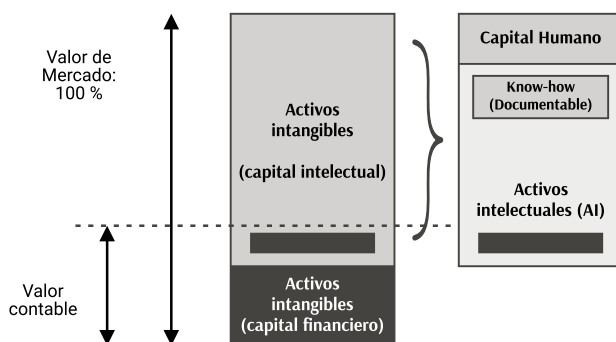 Valor de
Mercado:
100 %
Valor
contable
Activos
intangibles
(capital intelectual)
Activos
intangibles
(capital financiero)
Capital Humano
Know-how
(Documentable)
Activos
intelectuales (AI)